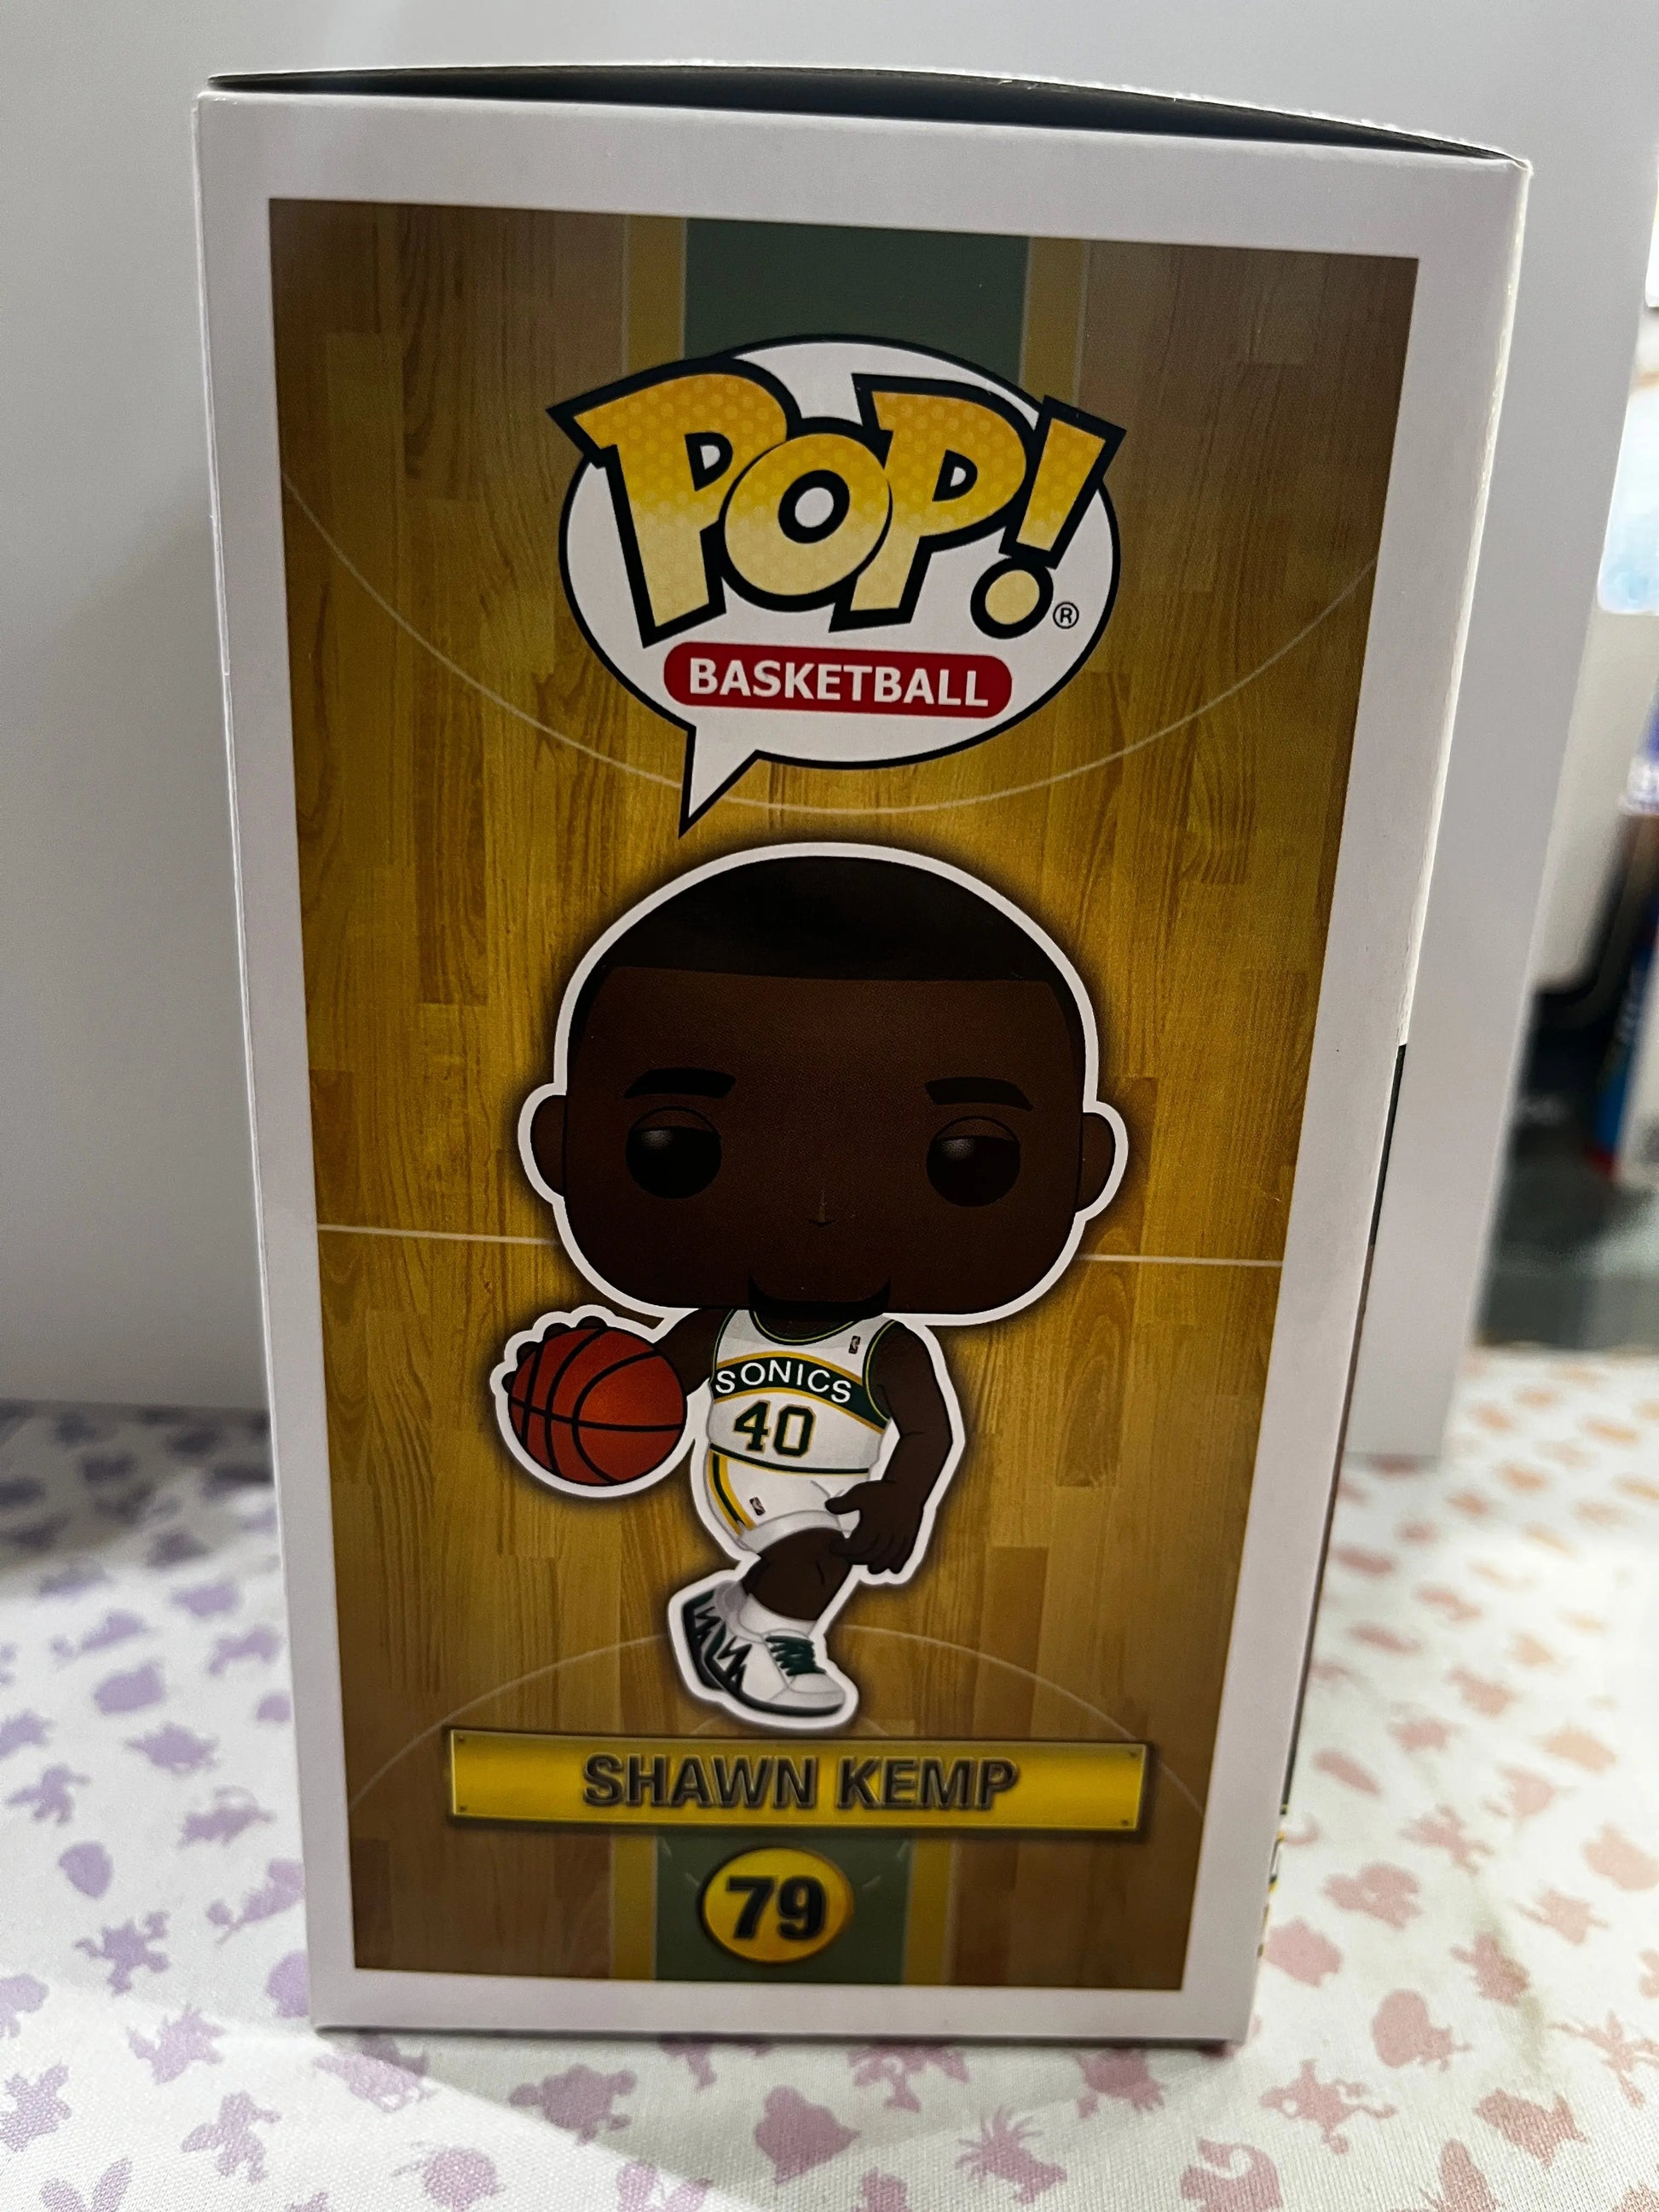 POP!®
BASKETBALL
SONICS
40
SHAWN KEMP
79